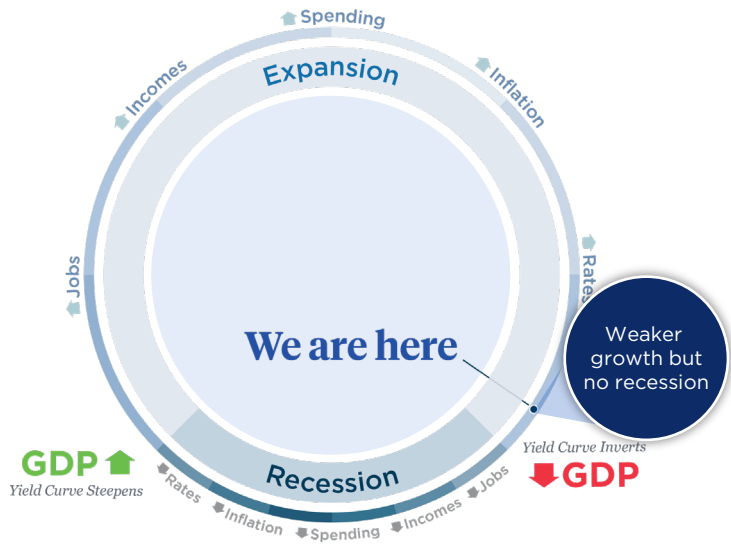 Spending
Expansion
Incomes
Inflation
Jobs
Rates
We are here
Weaker
growth but
no recession
GDP
Yield Curve Steepens
Yield Curve Inverts
GDP
Recession
Rates
Inflation
Spending
Incomes
Jobs